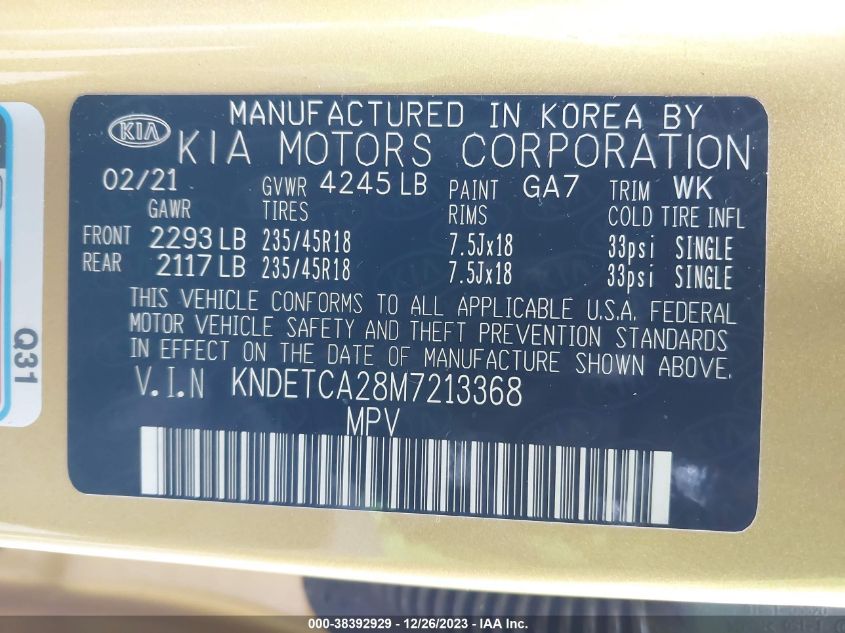 MANUFACTURED IN KOREA BY
KIA KIA MOTORS CORPORATION
02/21 GVWR 4245 LB PAINT GA7 TRIM WK
GAWR TIRES RIMS COLD TIRE INFL
FRONT 2293 LB 235/45R18 7.5Jx18 33psi SINGLE
REAR 2117 LB 235/45R18 7.5Jx18 33psi SINGLE
THIS VEHICLE CONFORMS TO ALL APPLICABLE U.S.A. FEDERAL
MOTOR VEHICLE SAFETY AND THEFT PREVENTION STANDARDS
IN EFFECT ON THE DATE OF MANUFACTURE SHOWN ABOVE.
V.I.N KNDETCA28M7213368
MPV
Q31
000-38392929 - 12/26/2023 - IAA Inc.